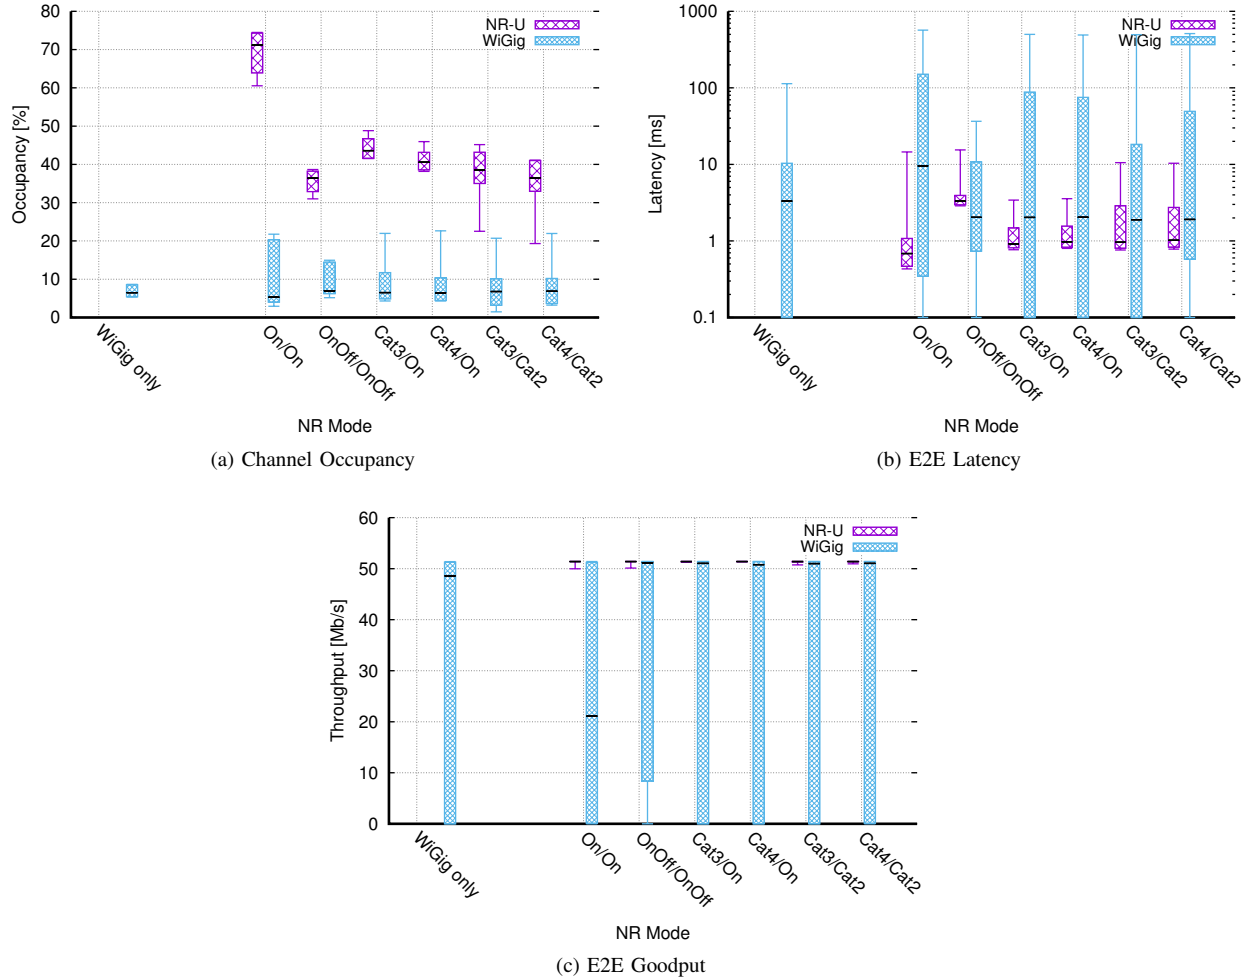 80
70
60
50
40
30
20
10
0
Occupancy [%]
NR-U
WiGig
WiGig only
On/On
OnOff/OnOff
Cat3/On
Cat4/On
Cat3/Cat2
Cat4/Cat2
NR Mode
(a) Channel Occupancy
1000
100
10
1
0.1
Latency [ms]
NR-U
WiGig
WiGig only
On/On
OnOff/OnOff
Cat3/On
Cat4/On
Cat3/Cat2
Cat4/Cat2
NR Mode
(b) E2E Latency
60
50
40
30
20
10
0
Throughput [Mb/s]
NR-U
WiGig
WiGig only
On/On
OnOff/OnOff
Cat3/On
Cat4/On
Cat3/Cat2
Cat4/Cat2
NR Mode
(c) E2E Goodput